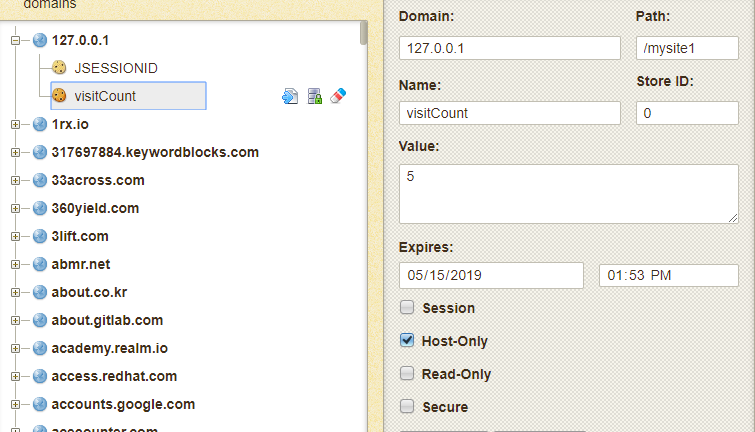 domains
127.0.0.1
JSESSIONID
visitCount
1rx.io
317697884.keywordblocks.com
33across.com
360yield.com
3lift.com
abmr.net
about.co.kr
about.gitlab.com
academy.realm.io
access.redhat.com
accounts.google.com
Domain: Path:
127.0.0.1 /mysite1
Name: Store ID:
visitCount 0
Value:
5
Expires:
05/15/2019 01:53 PM
Session
Host-Only
Read-Only
Secure